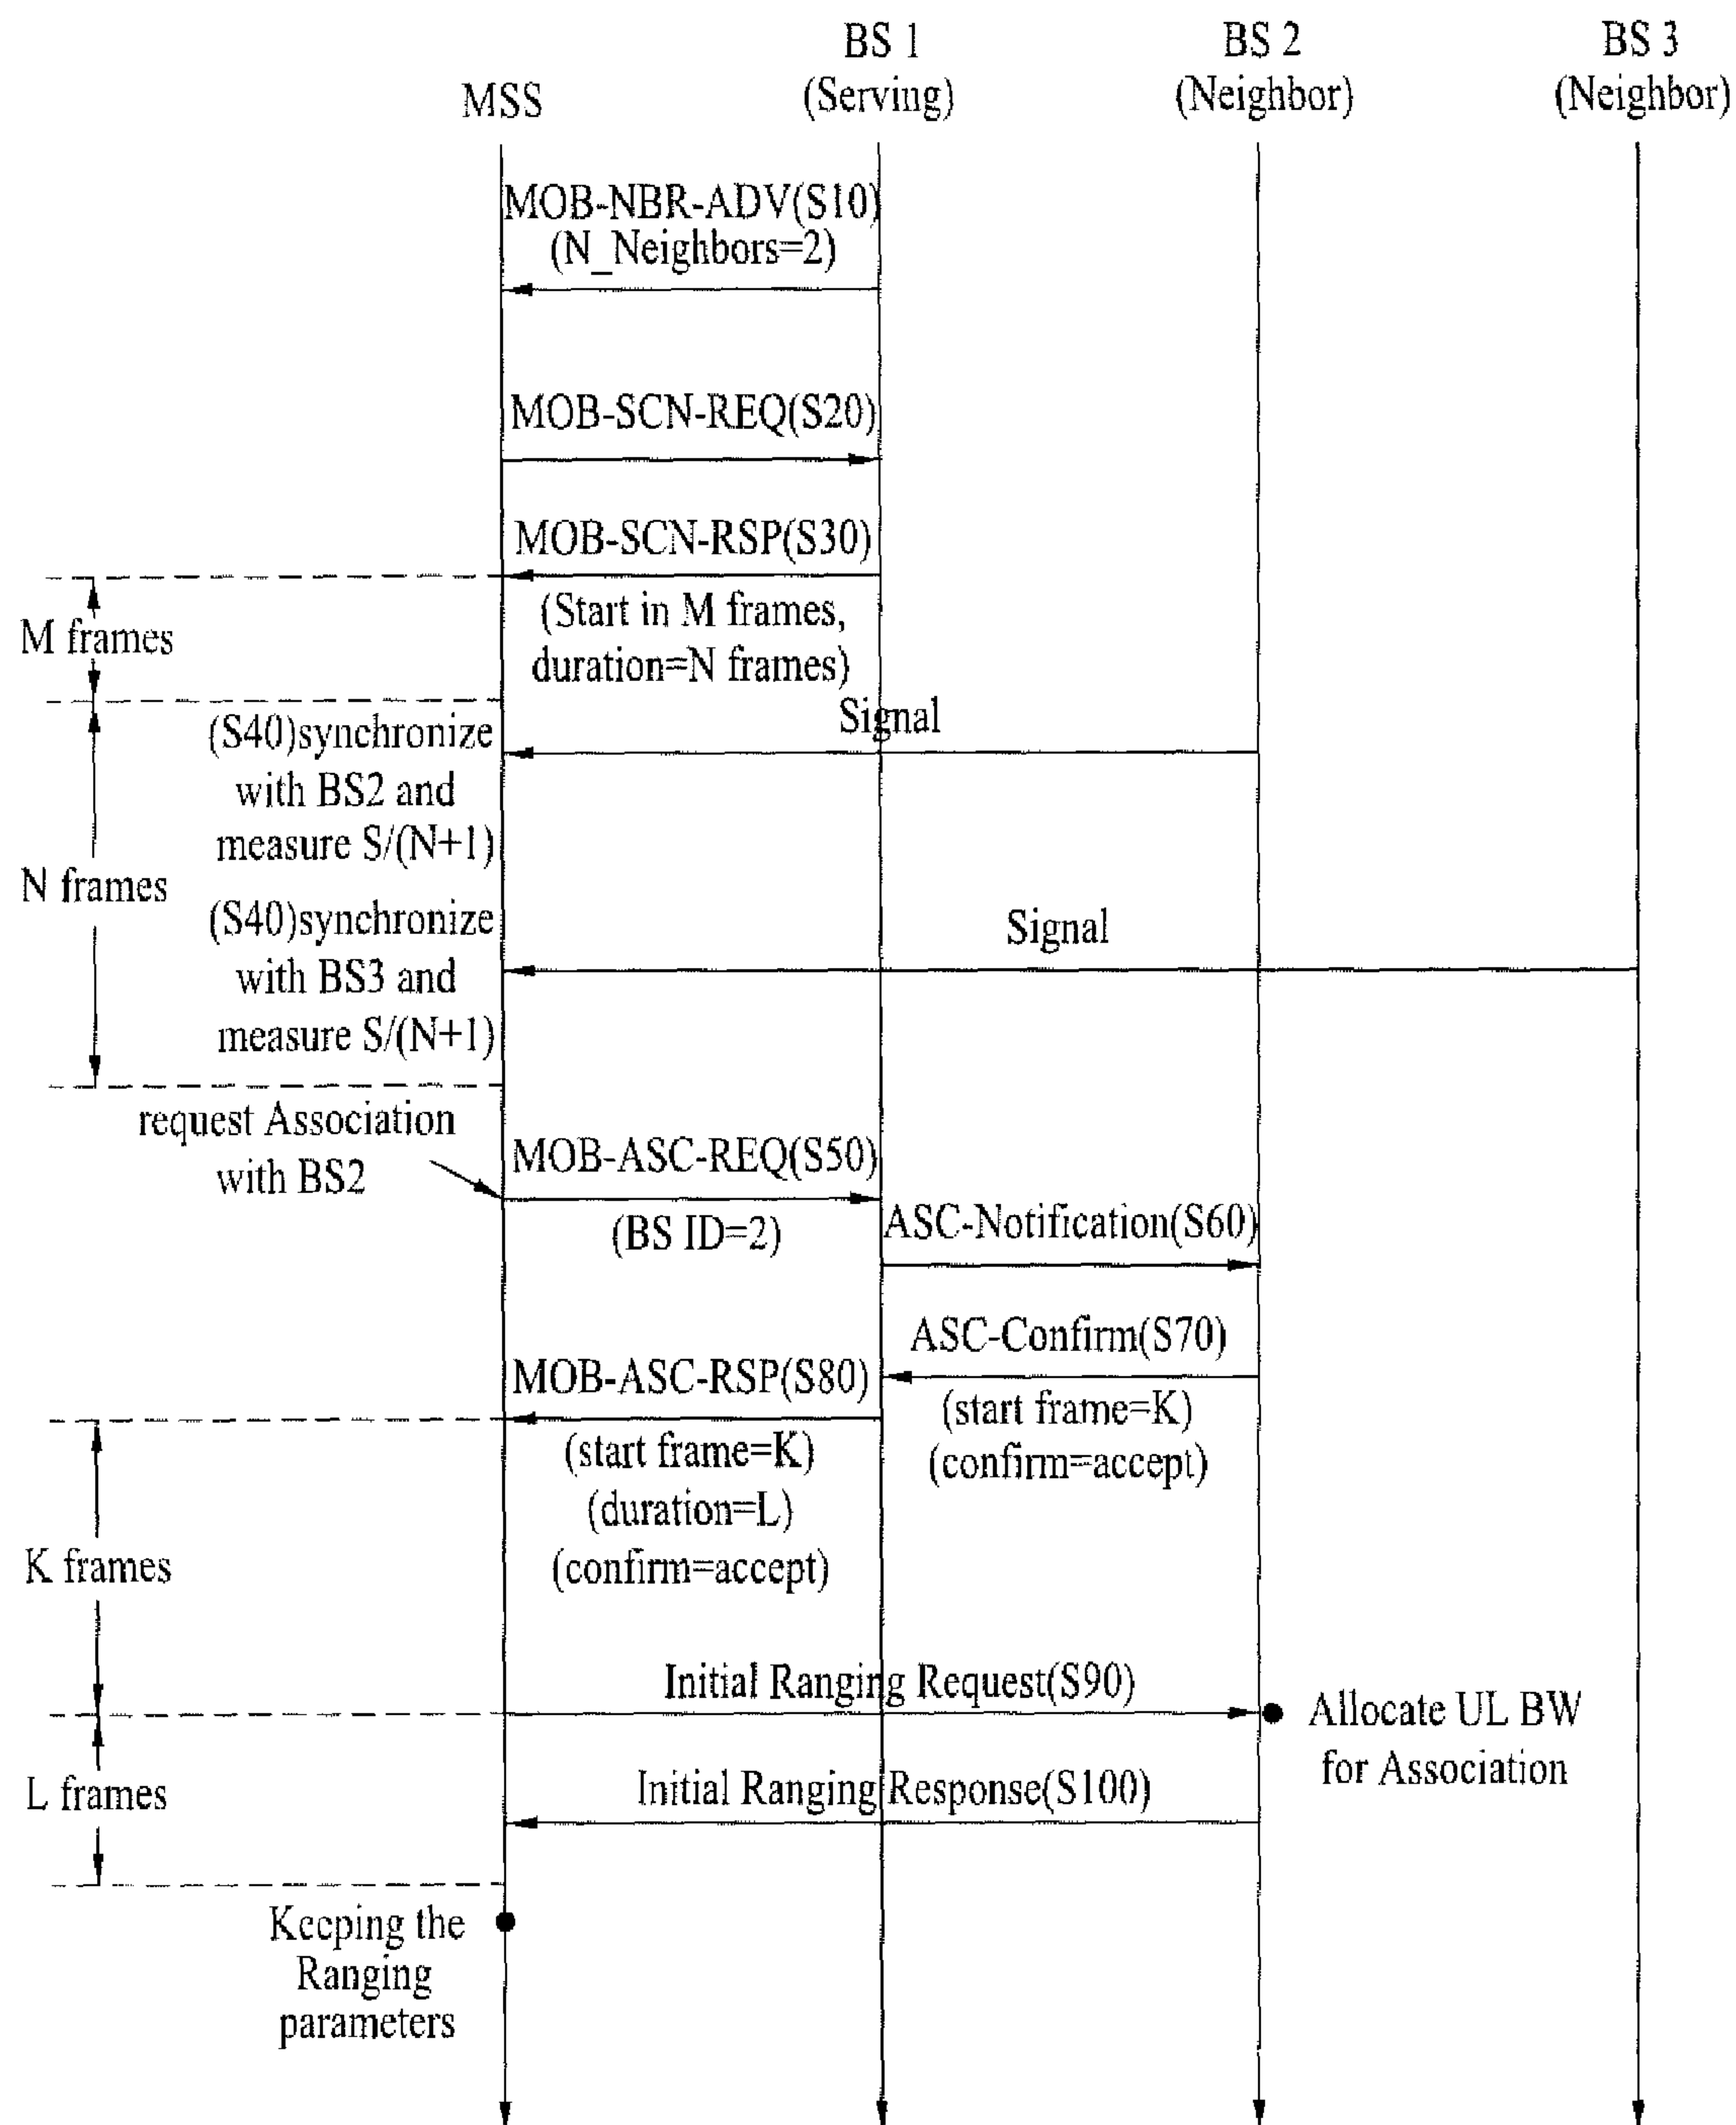 MSS
BS 1
(Serving)
BS 2
(Neighbor)
BS 3
(Neighbor)
MOB-NBR-ADV(S10)
(N_Neighbors=2)
MOB-SCN-REQ(S20)
MOB-SCN-RSP(S30)
(Start in M frames,
duration=N frames)
M frames
Signal
(S40)synchronize
with BS2 and
measure S/(N+1)
N frames
(S40)synchronize
with BS3 and
measure S/(N+1)
Signal
request Association
with BS2
MOB-ASC-REQ(S50)
(BS ID=2)
ASC-Notification(S60)
ASC-Confirm(S70)
(start frame=K)
(confirm=accept)
MOB-ASC-RSP(S80)
(start frame=K)
(duration=L)
(confirm=accept)
K frames
Initial Ranging Request(S90)
Allocate UL BW
for Association
L frames
Initial Ranging Response(S100)
Keeping the
Ranging
parameters